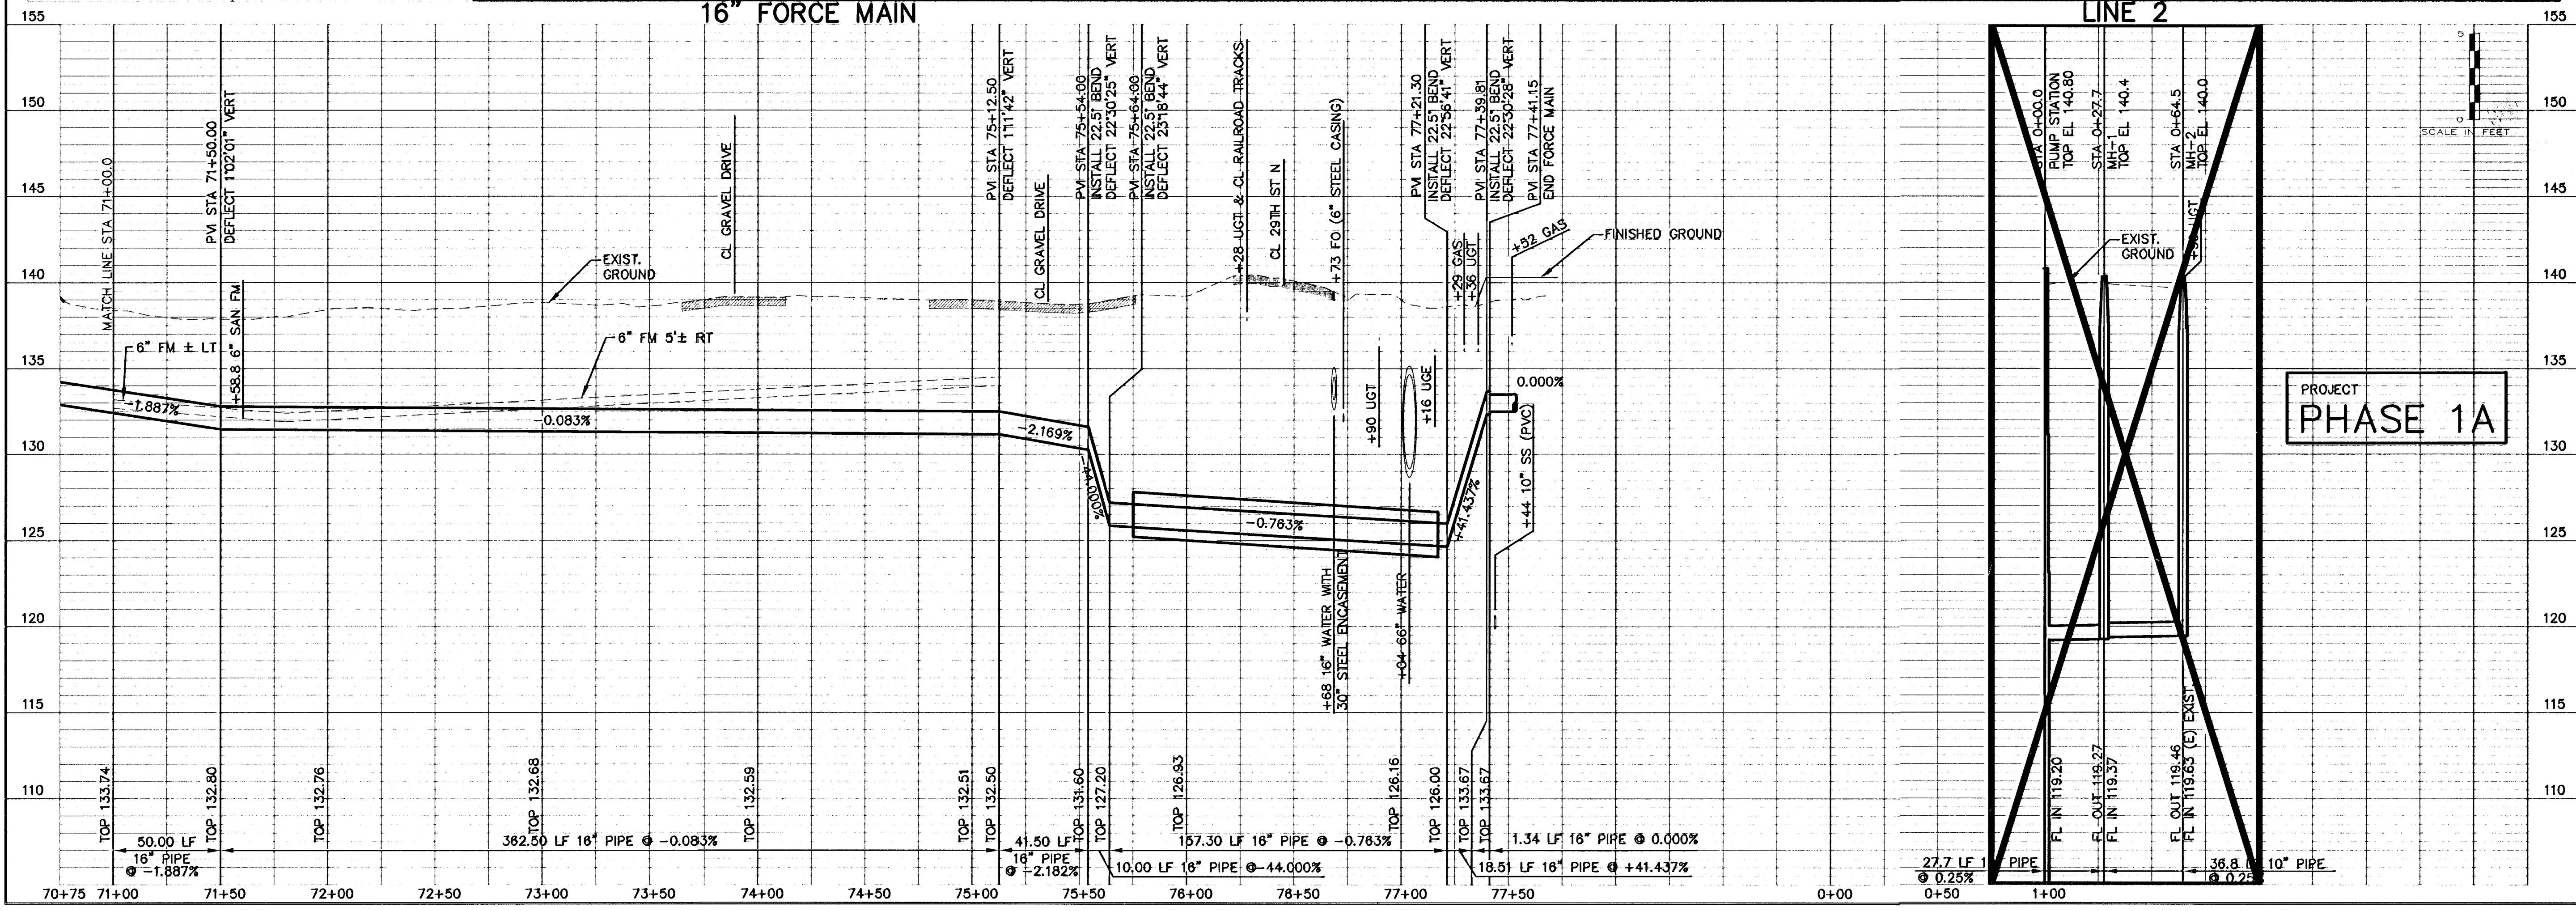 16" FORCE MAIN
LINE 2
155
150
145
140
135
130
125
120
115
110
155
150
145
140
135
130
125
120
115
110
MATCH LINE STA 71+00.0
PVI STA 71+50.00
DEFLECT 1°02'01" VERT
+58.8 6" SAN FM
6" FM ± LT
EXIST.
GROUND
6" FM 5'± RT
CL GRAVEL DRIVE
PVI STA 75+12.50
DEFLECT 1°11'42" VERT
CL GRAVEL DRIVE
PVI STA 75+54.00
INSTALL 22.5° BEND
DEFLECT 22°30'25" VERT
PVI STA 75+64.00
INSTALL 22.5° BEND
DEFLECT 23°18'44" VERT
+28 UGT & CL RAILROAD TRACKS
CL 29TH ST N
+73 FO (6" STEEL CASING)
PVI STA 77+21.30
INSTALL 22.5° BEND
DEFLECT 22°56'41" VERT
+29 GAS
+36 UGT
PVI STA 77+39.81
INSTALL 22.5° BEND
DEFLECT 22°30'28" VERT
PVI STA 77+41.15
END FORCE MAIN
+52 GAS
FINISHED GROUND
+90 UGT
+16 UGE
0.000%
+44 10" SS (PVC)
-1.887%
-0.083%
-2.169%
-44.000%
-0.763%
+41.437%
+68 16" WATER WITH
30" STEEL ENCASEMENT
+04 66" WATER
TOP 133.74
TOP 132.80
TOP 132.76
TOP 132.68
TOP 132.59
TOP 132.51
TOP 132.50
TOP 131.60
TOP 127.20
TOP 126.93
TOP 126.16
TOP 126.00
TOP 133.67
TOP 133.67
50.00 LF
16" PIPE
@ -1.887%
362.50 LF 16" PIPE @ -0.083%
41.50 LF
16" PIPE
@ -2.182%
157.30 LF 16" PIPE @ -0.763%
10.00 LF 16" PIPE @-44.000%
1.34 LF 16" PIPE @ 0.000%
18.51 LF 16" PIPE @ +41.437%
70+75
71+00
71+50
72+00
72+50
73+00
73+50
74+00
74+50
75+00
75+50
76+00
76+50
77+00
77+50
0+00
0+50
1+00
STA 0+00.0
PUMP STATION
TOP EL 140.80
STA 0+27.7
MH-1
TOP EL 140.4
STA 0+64.5
MH-2
TOP EL 140.0
UGT
EXIST.
GROUND
FL IN 119.20
FL OUT 119.27
FL IN 119.37
FL OUT 119.46
FL IN 119.63 (E) EXIST.
27.7 LF PIPE
@ 0.25%
36.8 10" PIPE
@ 0.25
5
0
SCALE IN FEET
PROJECT
PHASE 1A